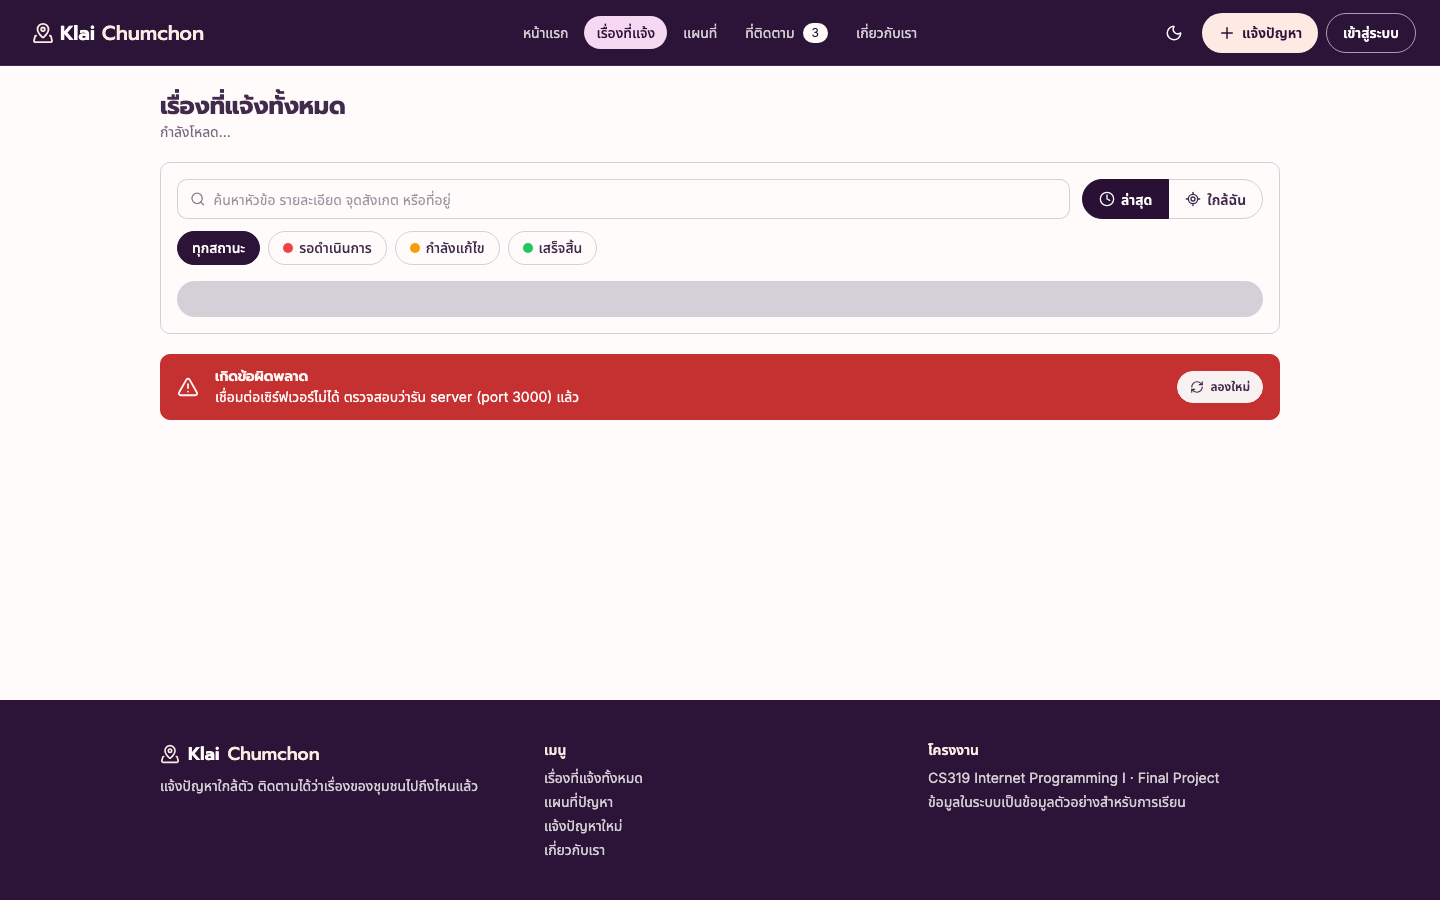 Klai Chumchon
หน้าแรก
เรื่องที่แจ้ง
แผนที่
ที่ติดตาม 3
เกี่ยวกับเรา
แจ้งปัญหา
เข้าสู่ระบบ
เรื่องที่แจ้งทั้งหมด
กำลังโหลด...
ค้นหาหัวข้อ รายละเอียด จุดสังเกต หรือที่อยู่
ล่าสุด
ใกล้ฉัน
ทุกสถานะ
รอดำเนินการ
กำลังแก้ไข
เสร็จสิ้น
เกิดข้อผิดพลาด
เชื่อมต่อเซิร์ฟเวอร์ไม่ได้ ตรวจสอบว่ารัน server (port 3000) แล้ว
ลองใหม่
Klai Chumchon
แจ้งปัญหาใกล้ตัว ติดตามได้ว่าเรื่องของชุมชนไปถึงไหนแล้ว
เมนู
เรื่องที่แจ้งทั้งหมด
แผนที่ปัญหา
แจ้งปัญหาใหม่
เกี่ยวกับเรา
โครงงาน
CS319 Internet Programming I · Final Project
ข้อมูลในระบบเป็นข้อมูลตัวอย่างสำหรับการเรียน